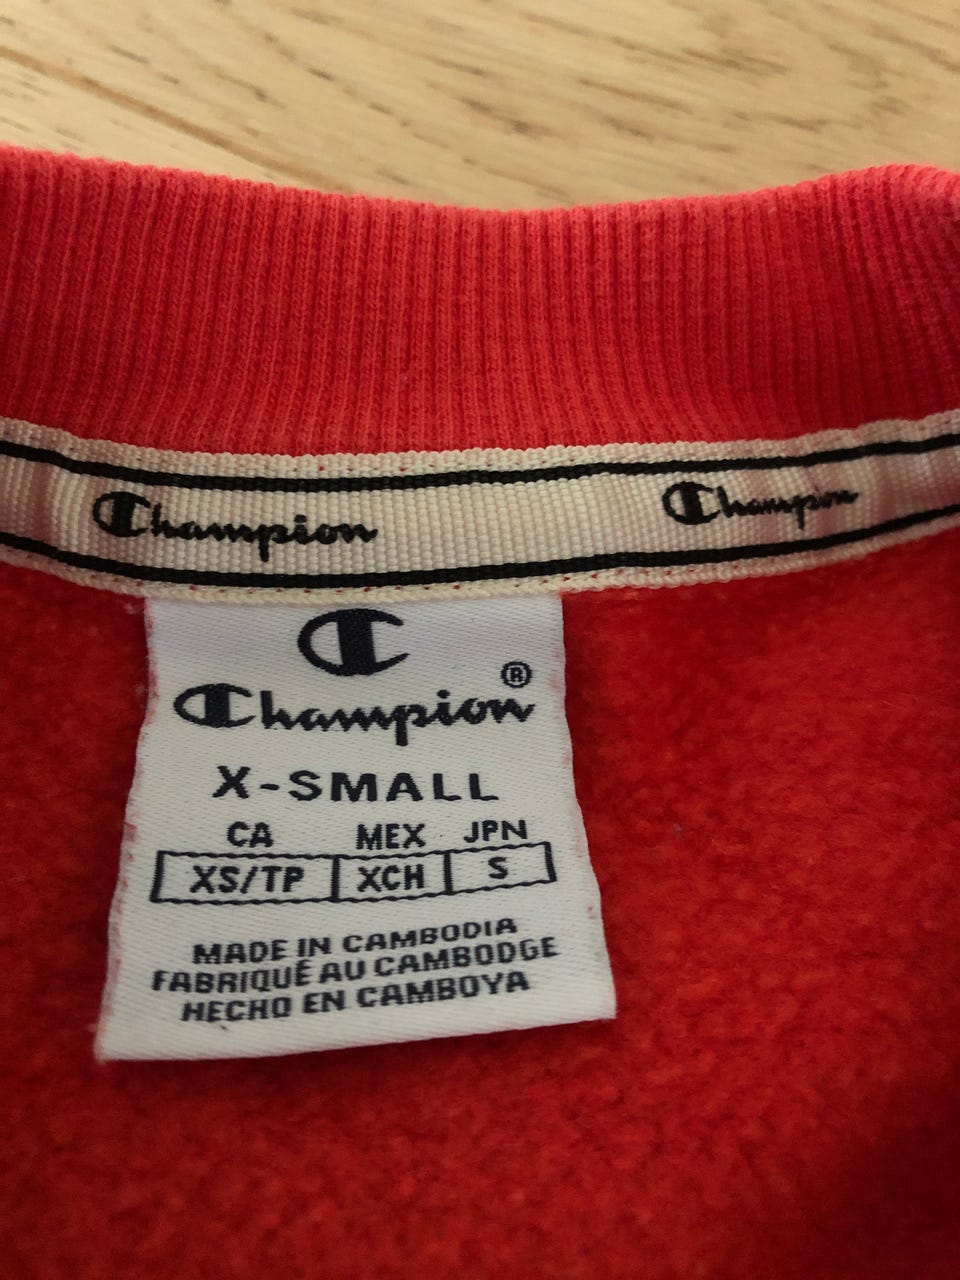 Champion Champion
Champion®
X-SMALL
CA MEX JPN
XS/TP XCH S
MADE IN CAMBODIA
FABRIQUÉ AU CAMBODGE
HECHO EN CAMBOYA